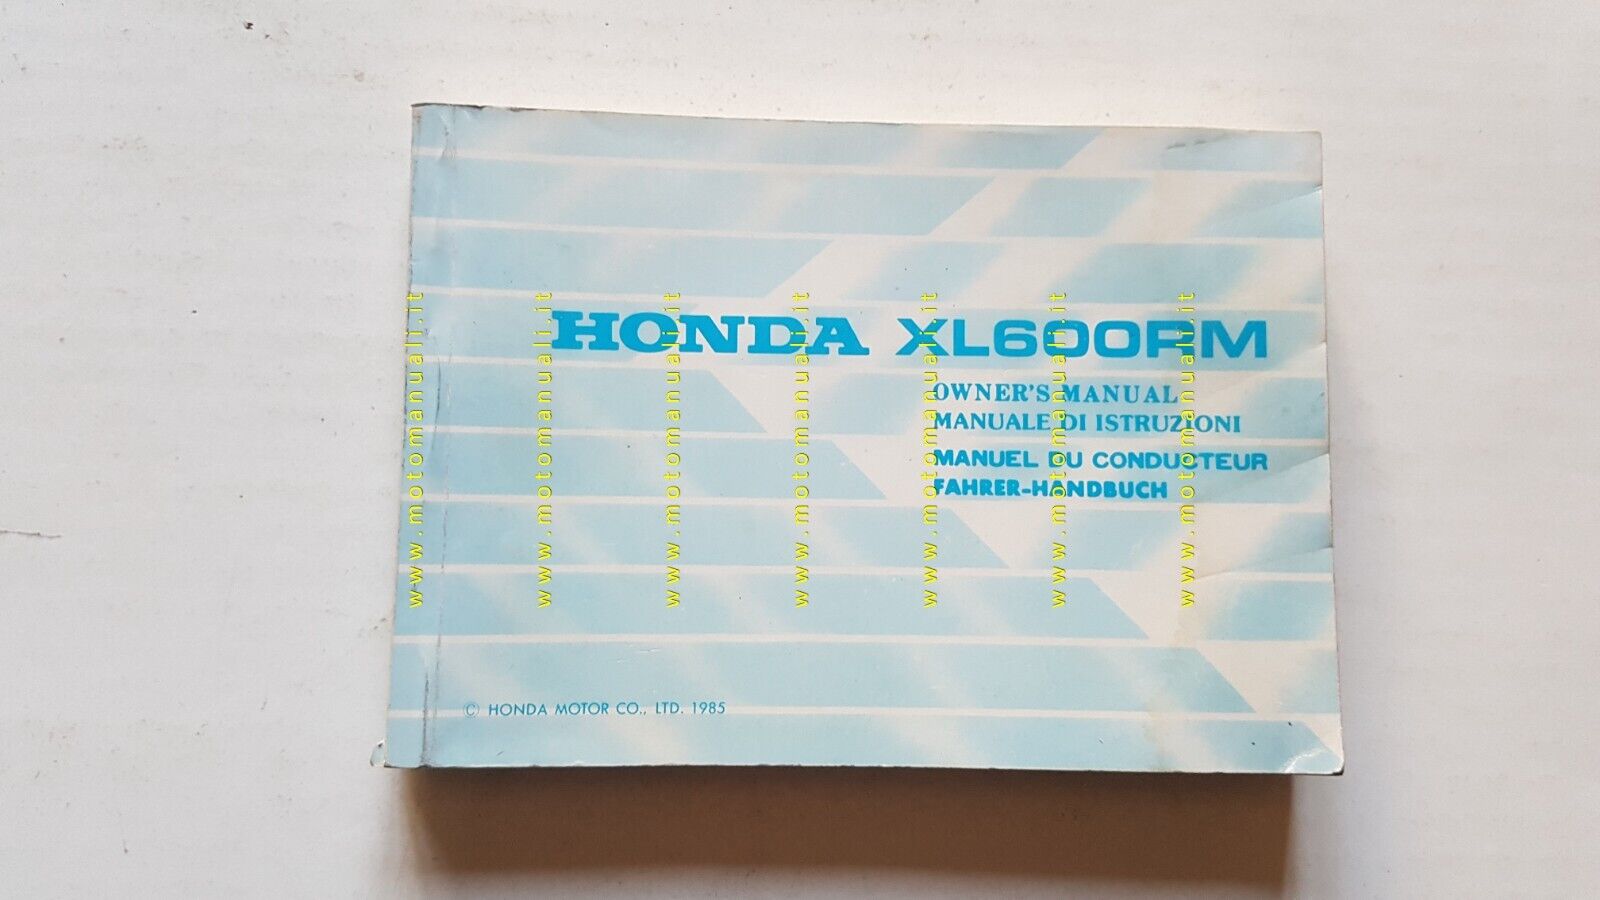 HONDA XL600RM
OWNER'S MANUAL
MANUALE DI ISTRUZIONI
MANUEL DU CONDUCTEUR
FAHRER-HANDBUCH
© HONDA MOTOR CO., LTD. 1985
www.motomanuali.it
www.motomanuali.it
www.motomanuali.it
www.motomanuali.it
www.motomanuali.it
www.motomanuali.it
www.motomanuali.it